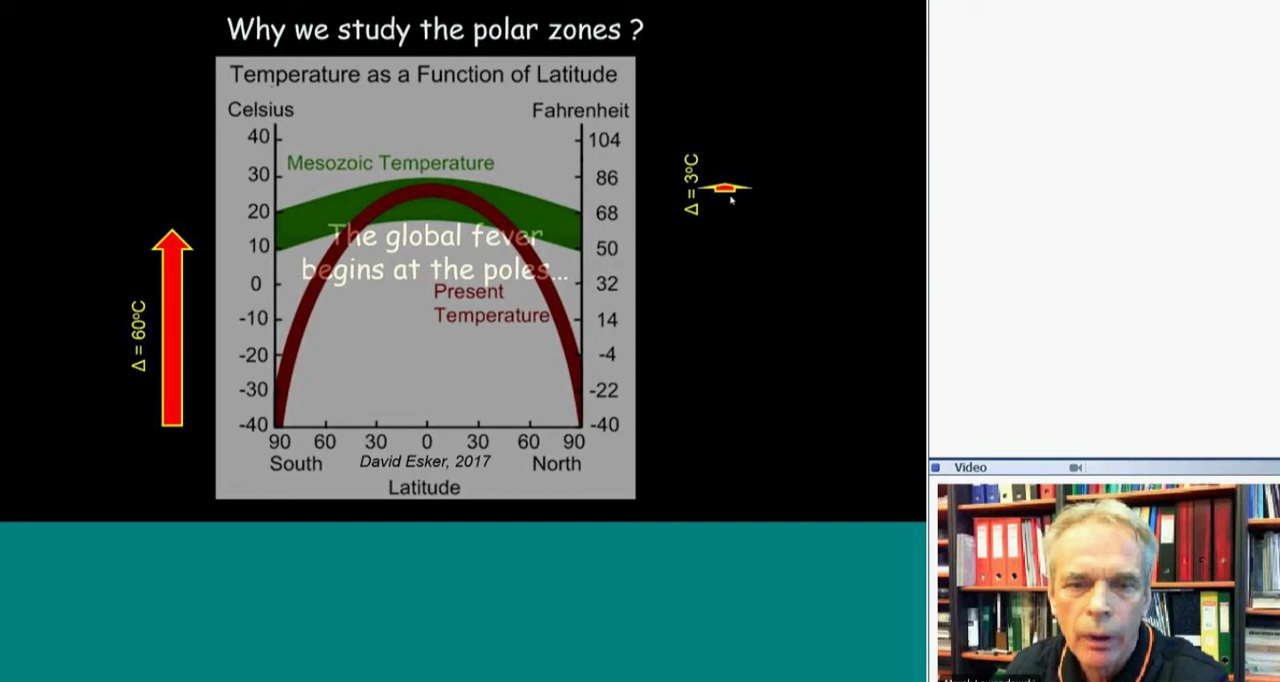 Why we study the polar zones ?
Temperature as a Function of Latitude
Celsius
Fahrenheit
40
30
20
10
0
-10
-20
-30
-40
104
86
68
50
32
14
-4
-22
-40
Mesozoic Temperature
The global fever
begins at the poles...
Present
Temperature
90 60 30 0 30 60 90
South
David Esker, 2017
North
Latitude
Δ = 60ºC
Δ = 3ºC
Video